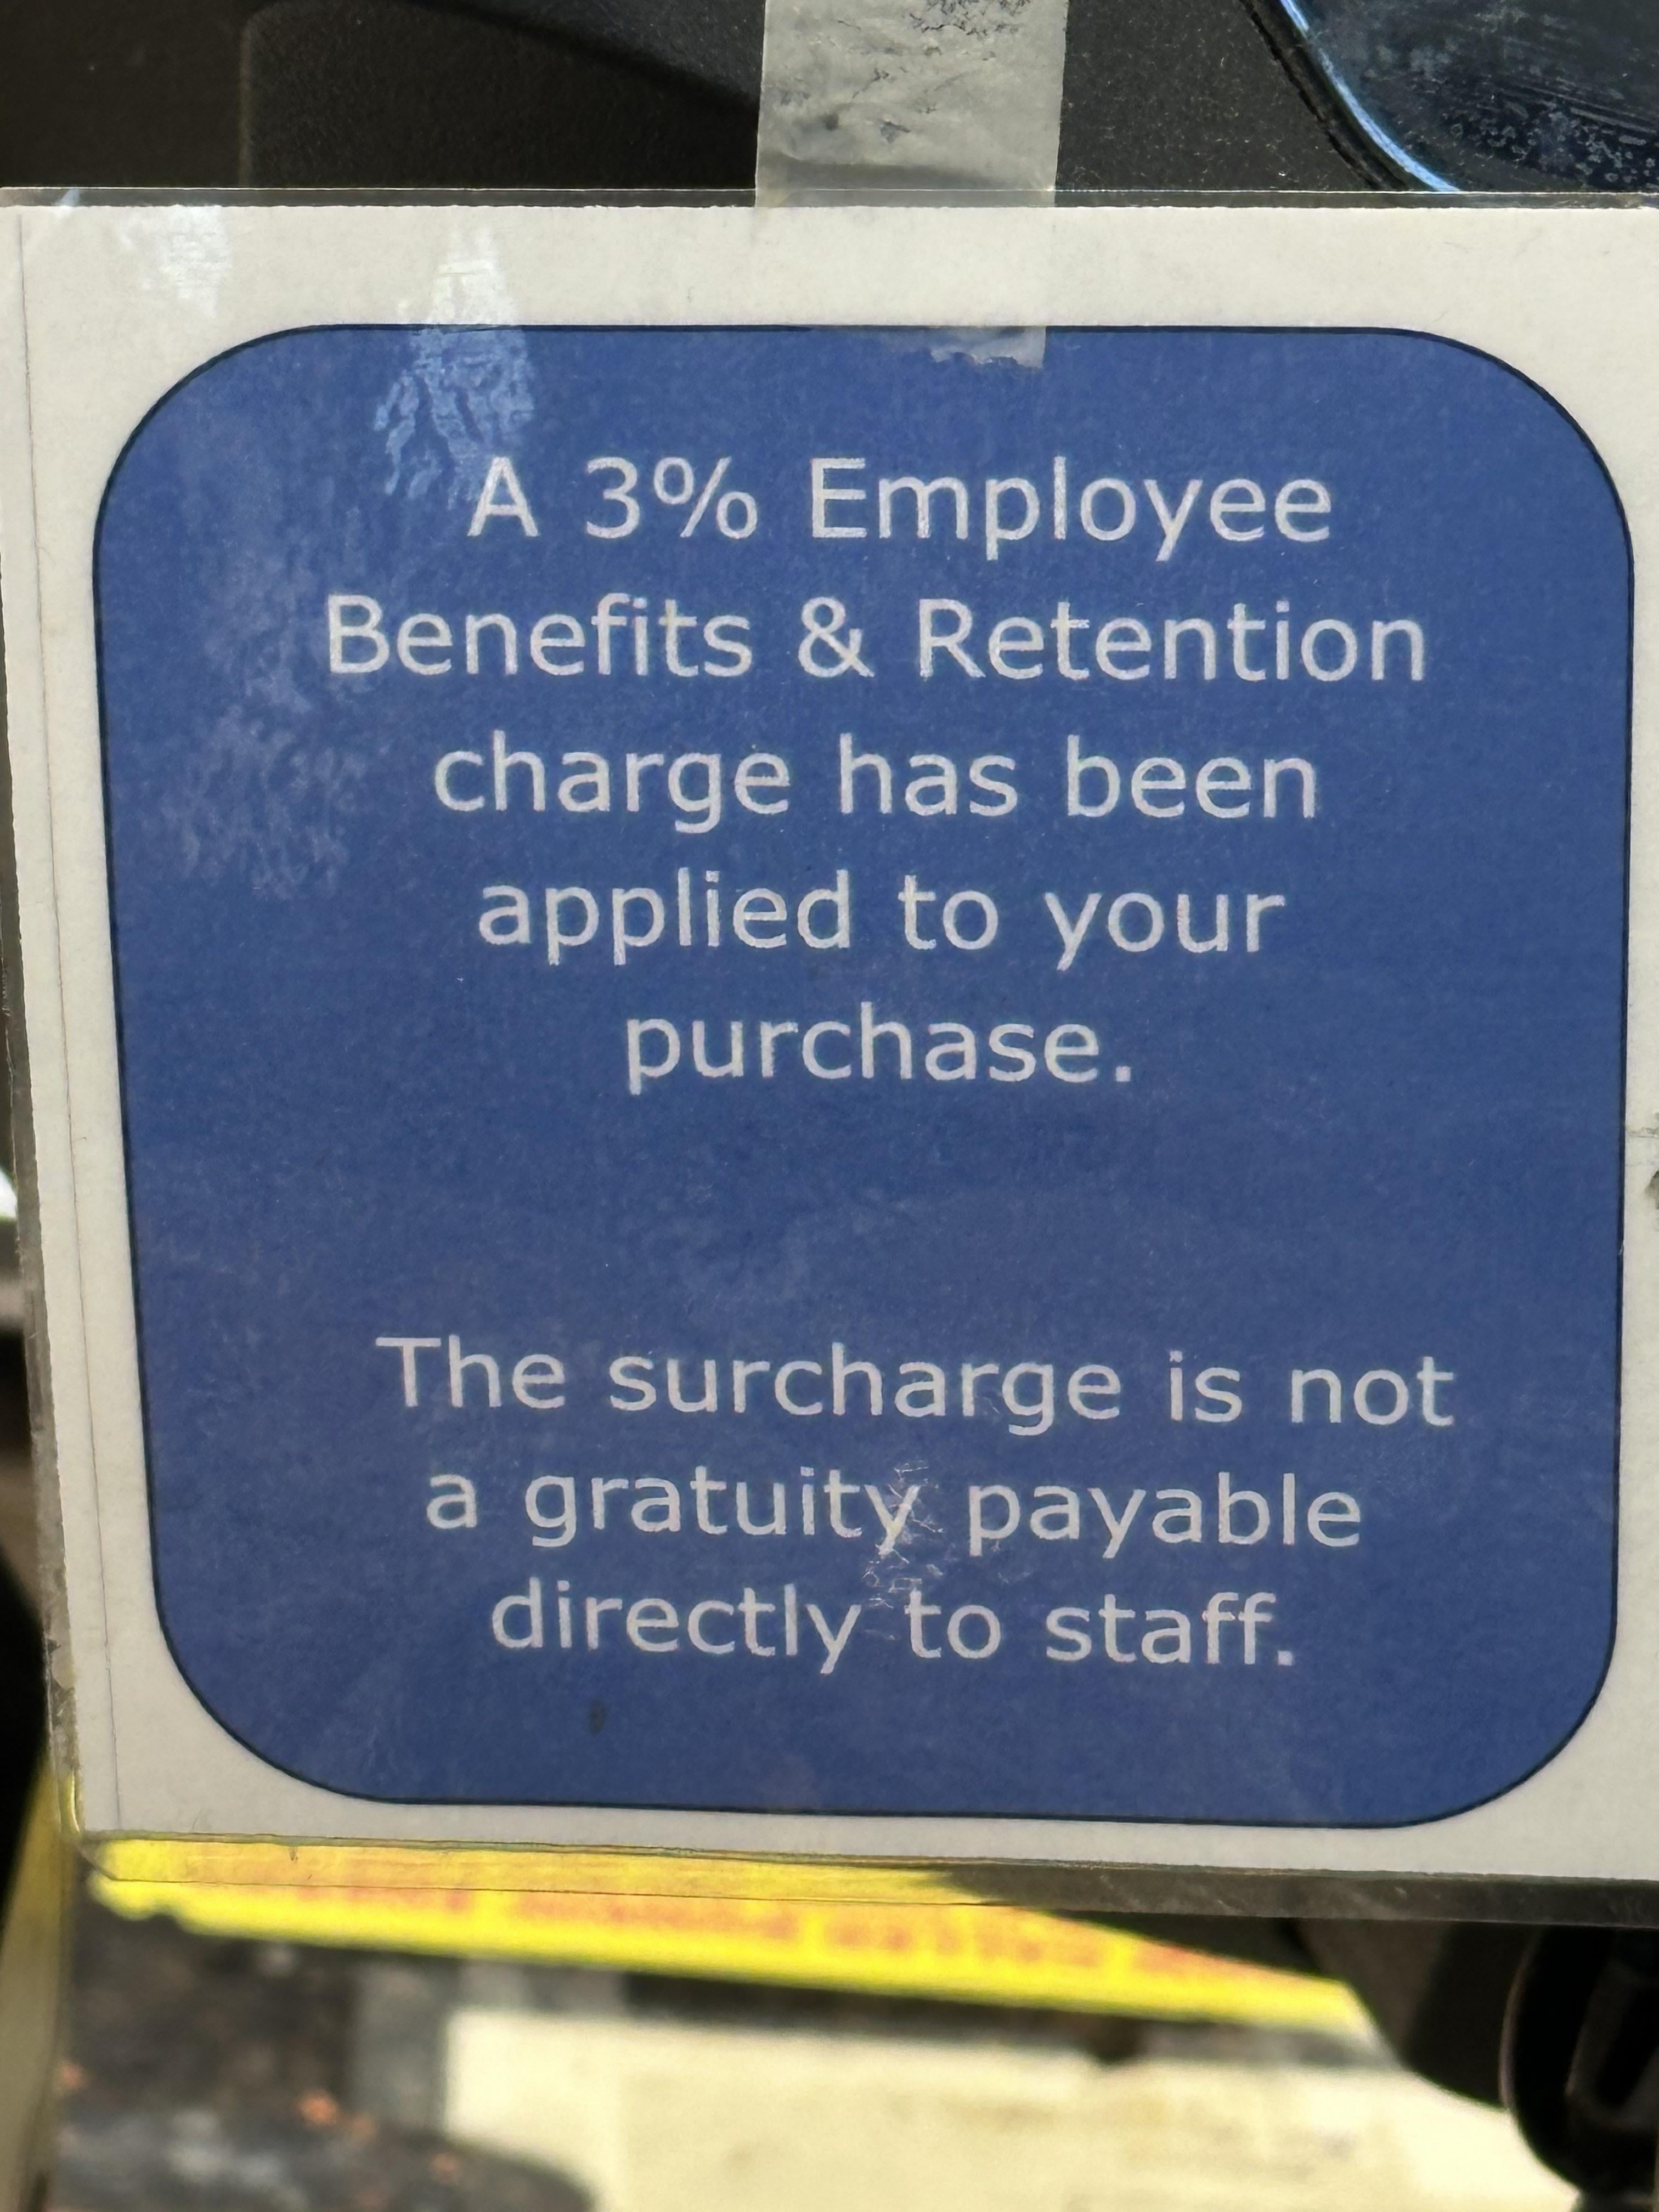 A 3% Employee
Benefits & Retention
charge has been
applied to your
purchase.
The surcharge is not
a gratuity payable
directly to staff.